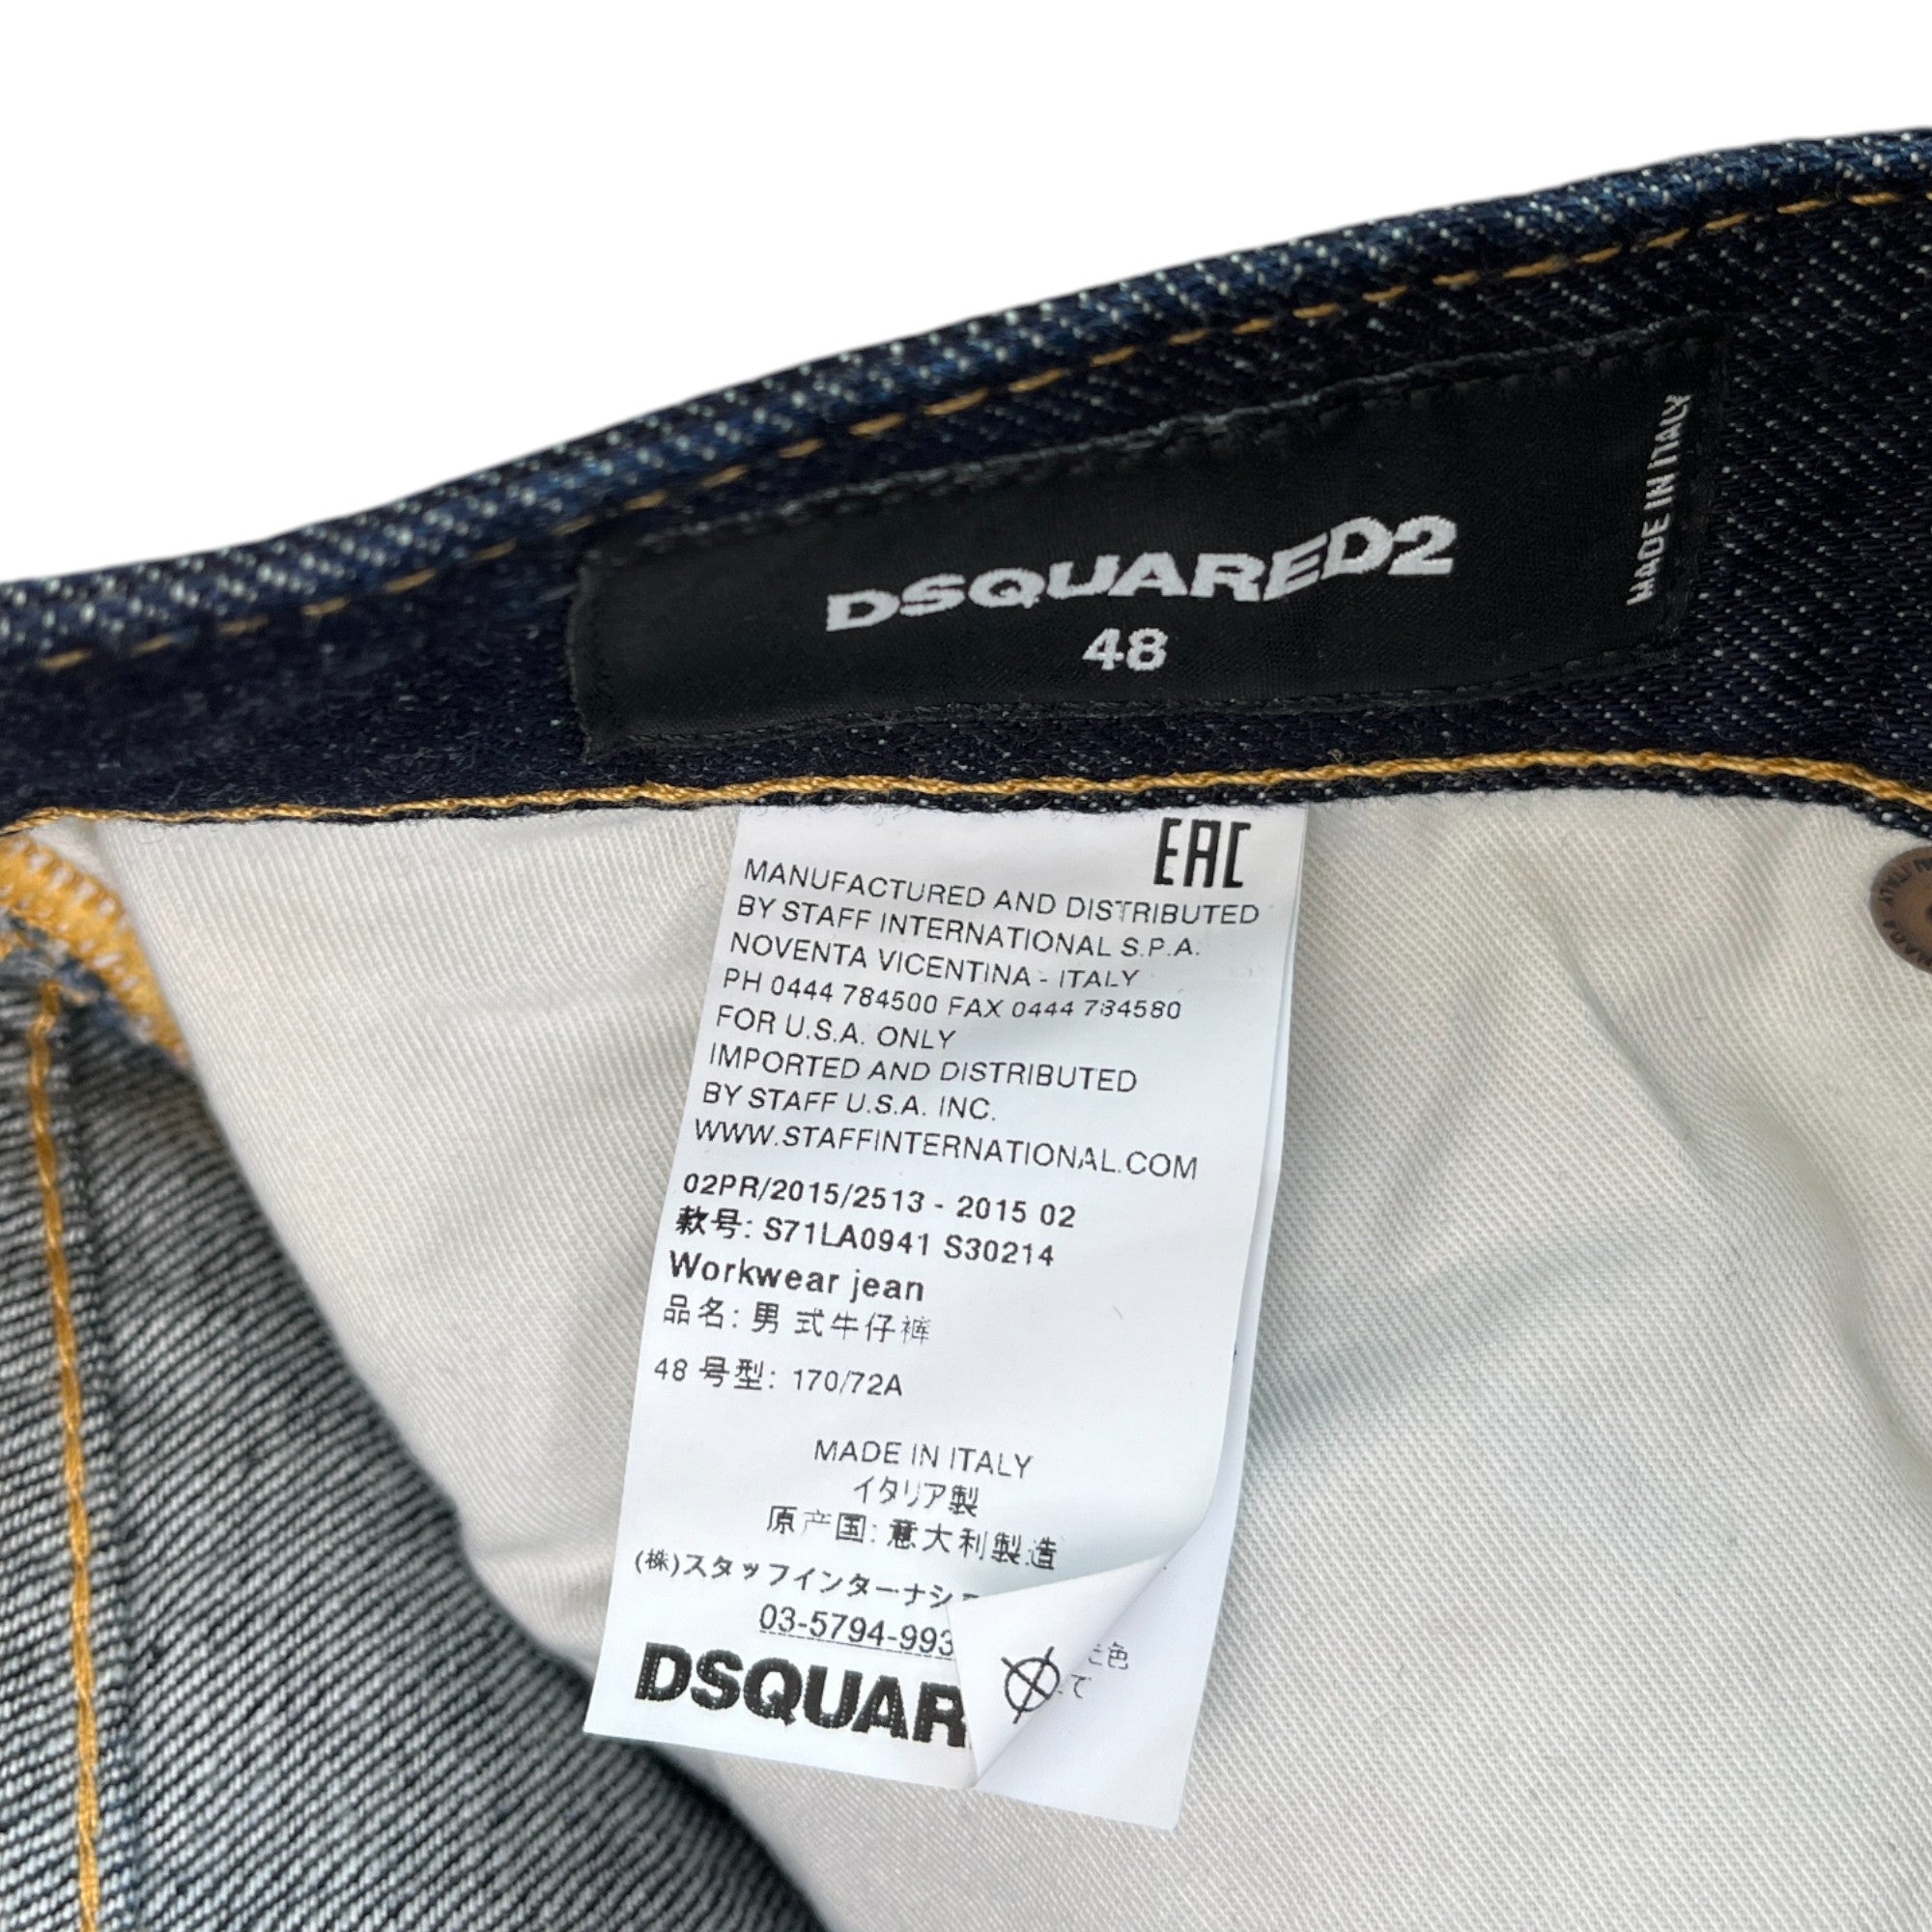 DSQUARED2
48
MADE IN ITALY
EAC
MANUFACTURED AND DISTRIBUTED
BY STAFF INTERNATIONAL S.P.A.
NOVENTA VICENTINA - ITALY
PH 0444 784500 FAX 0444 784580
FOR U.S.A. ONLY
IMPORTED AND DISTRIBUTED
BY STAFF U.S.A. INC.
WWW.STAFFINTERNATIONAL.COM
02PR/2015/2513 - 2015 02
款号: S71LA0941 S30214
Workwear jean
品名: 男 式牛仔裤
48 号型: 170/72A
MADE IN ITALY
イタリア製
原产国: 意大利製造
(株)スタッフインターナショ
03-5794-993
DSQUAR
色
で